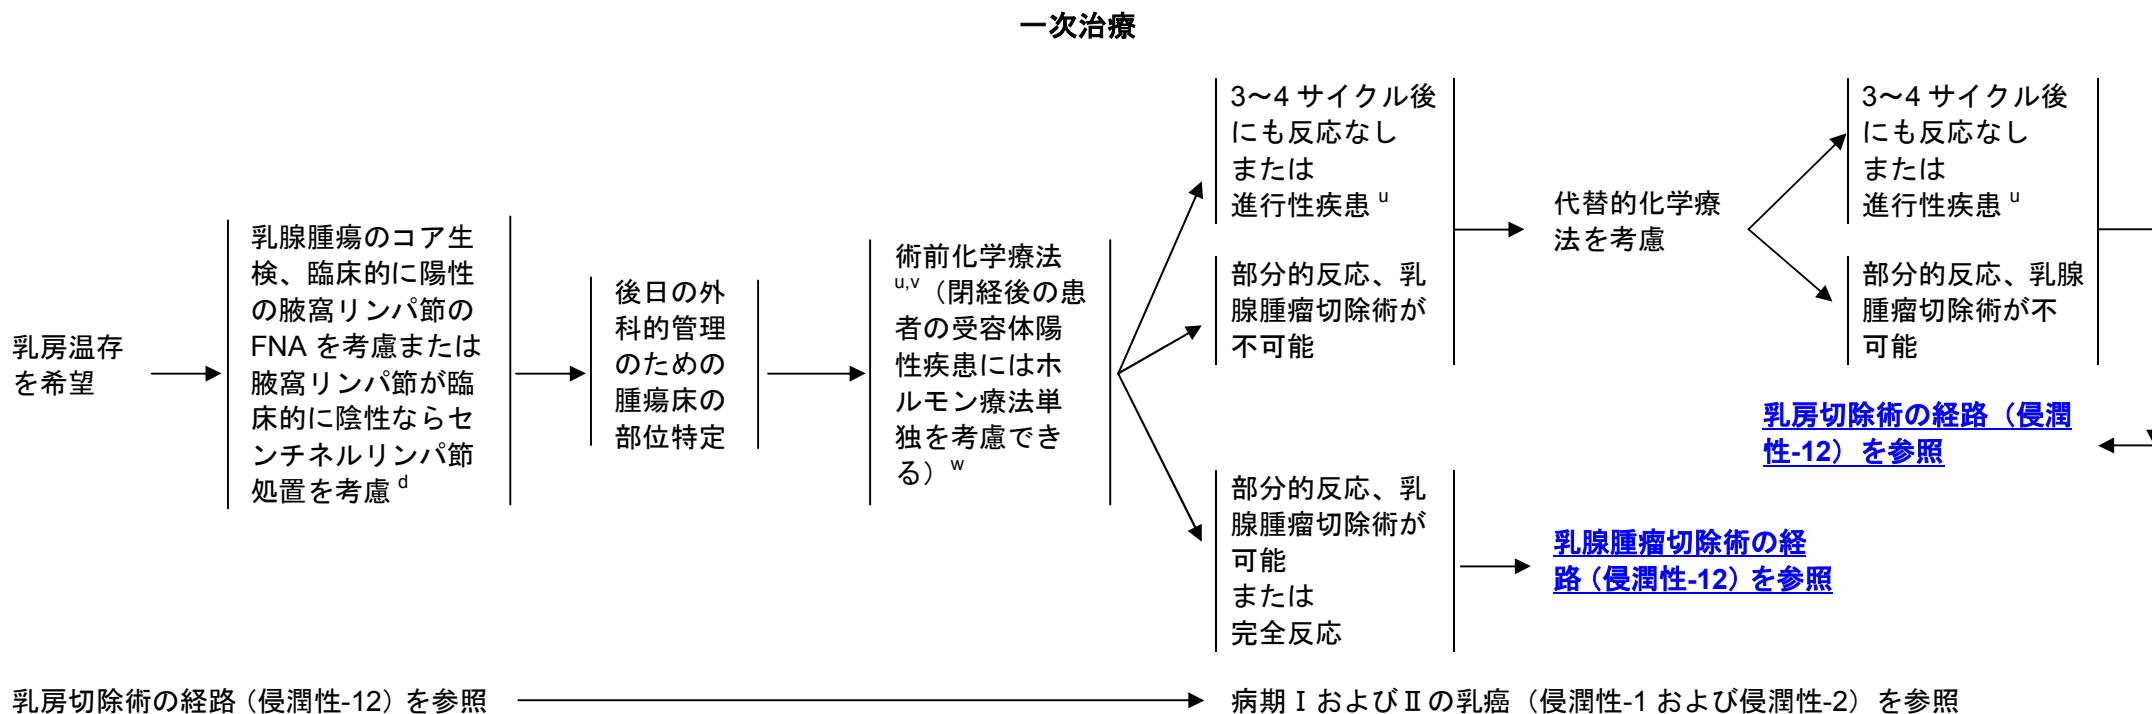 一次治療
乳房温存
を希望
乳腺腫瘍のコア生
検、臨床的に陽性
の腋窩リンパ節の
FNA を考慮または
腋窩リンパ節が臨
床的に陰性ならセ
ンチネルリンパ節
処置を考慮 d
後日の外
科的管理
のための
腫瘍床の
部位特定
術前化学療法
u,v（閉経後の患
者の受容体陽
性疾患にはホ
ルモン療法単
独を考慮でき
る）w
3～4 サイクル後
にも反応なし
または
進行性疾患 u
部分的反応、乳
腺腫瘤切除術が
不可能
部分的反応、乳
腺腫瘤切除術が
可能
または
完全反応
代替的化学療
法を考慮
3～4 サイクル後
にも反応なし
または
進行性疾患 u
部分的反応、乳腺
腫瘤切除術が不
可能
乳房切除術の経路（侵潤
性-12）を参照
乳腺腫瘤切除術の経
路（侵潤性-12）を参照
乳房切除術の経路（侵潤性-12）を参照
病期Ⅰ およびⅡの乳癌（侵潤性-1 および侵潤性-2）を参照